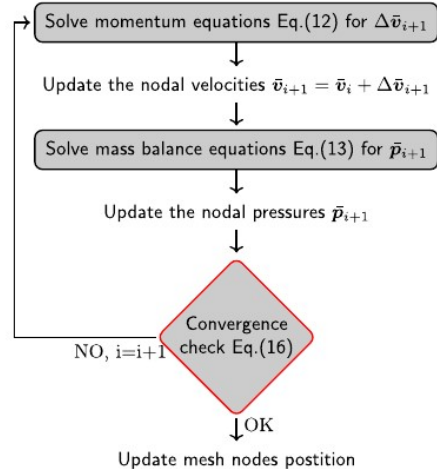 Solve momentum equations Eq.(12) for Δv̄ᵢ₊₁
Update the nodal velocities v̄ᵢ₊₁ = v̄ᵢ + Δv̄ᵢ₊₁
Solve mass balance equations Eq.(13) for p̄ᵢ₊₁
Update the nodal pressures p̄ᵢ₊₁
Convergence
check Eq.(16)
NO, i=i+1
OK
Update mesh nodes postition